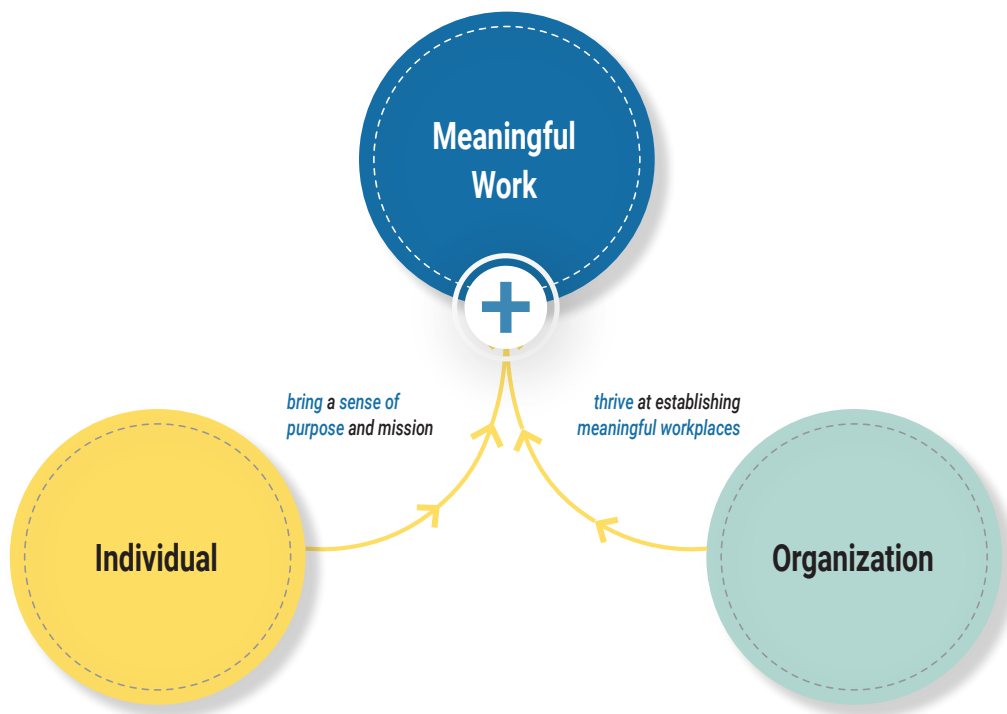 Meaningful
Work
bring a sense of
purpose and mission
thrive at establishing
meaningful workplaces
Individual
Organization